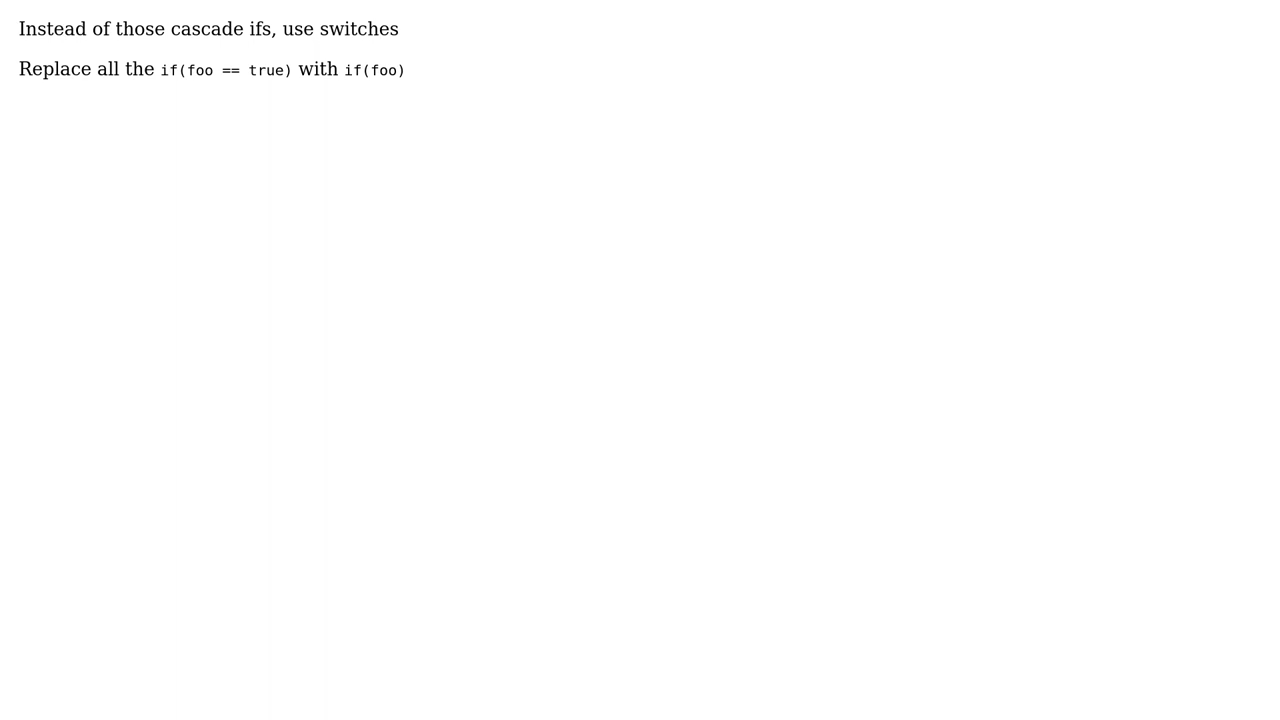 Instead of those cascade ifs, use switches
Replace all the if(foo == true) with if(foo)